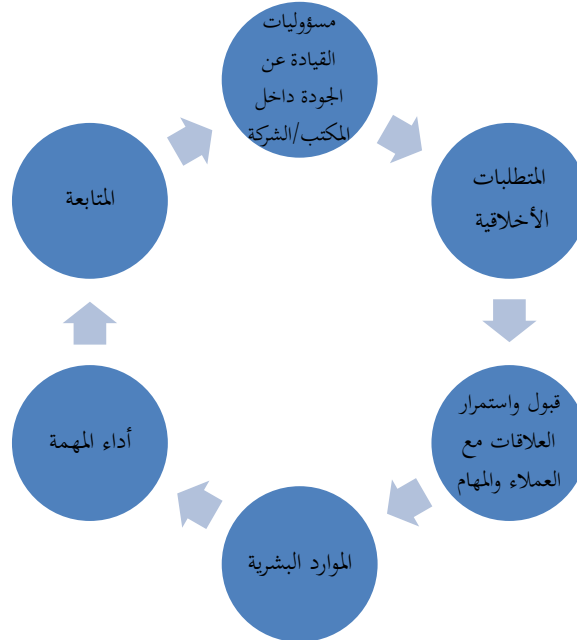 مسؤوليات
القيادة عن
الجودة داخل
المكتب/الشركة
المتطلبات
الأخلاقية
قبول واستمرار
العلاقات مع
العملاء والمهام
الموارد البشرية
أداء المهمة
المتابعة